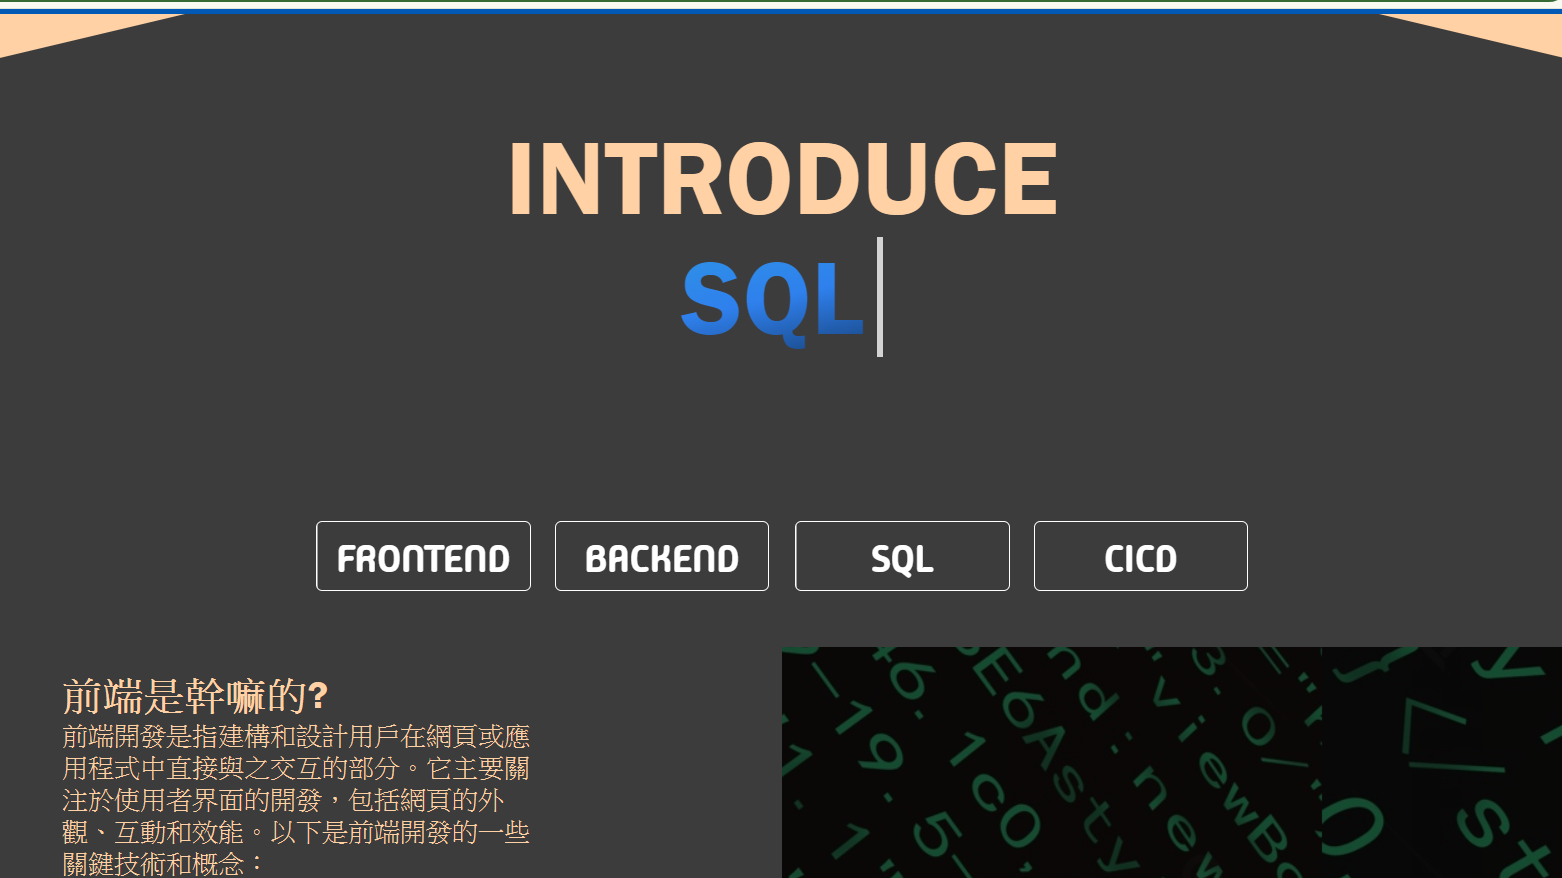 INTRODUCE
SQL
FRONTEND
BACKEND
SQL
CICD
前端是幹嘛的?
前端開發是指建構和設計用戶在網頁或應
用程式中直接與之交互的部分。它主要關
注於使用者界面的開發，包括網頁的外
觀、互動和效能。以下是前端開發的一些
關鍵技術和概念：